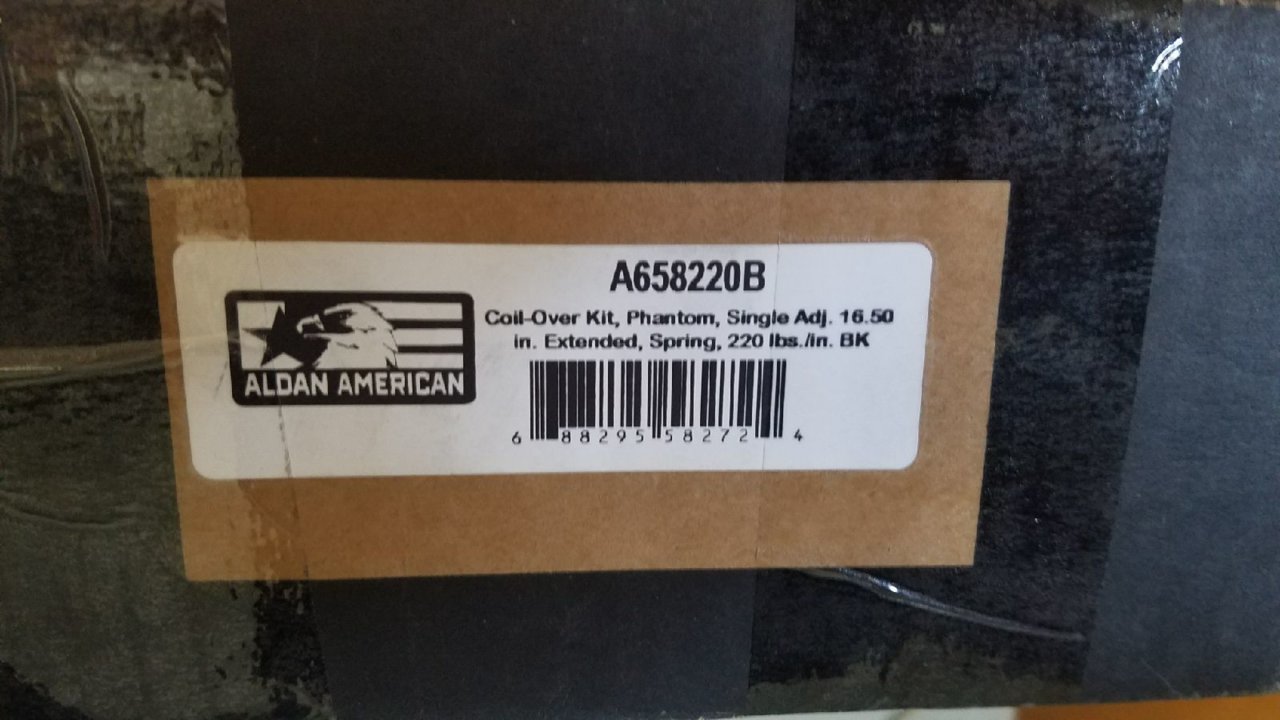 A658220B
Coil-Over Kit, Phantom, Single Adj. 16.50
in. Extended, Spring, 220 lbs./in. BK
ALDAN AMERICAN
6 88295 58272 4